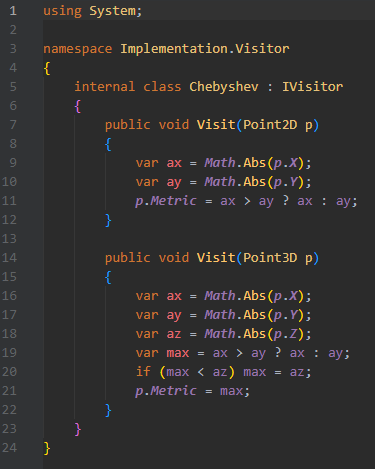 1 using System;
2
3 namespace Implementation.Visitor
4 {
5     internal class Chebyshev : IVisitor
6     {
7         public void Visit(Point2D p)
8         {
9             var ax = Math.Abs(p.X);
10             var ay = Math.Abs(p.Y);
11             p.Metric = ax > ay ? ax : ay;
12         }
13
14         public void Visit(Point3D p)
15         {
16             var ax = Math.Abs(p.X);
17             var ay = Math.Abs(p.Y);
18             var az = Math.Abs(p.Z);
19             var max = ax > ay ? ax : ay;
20             if (max < az) max = az;
21             p.Metric = max;
22         }
23     }
24 }